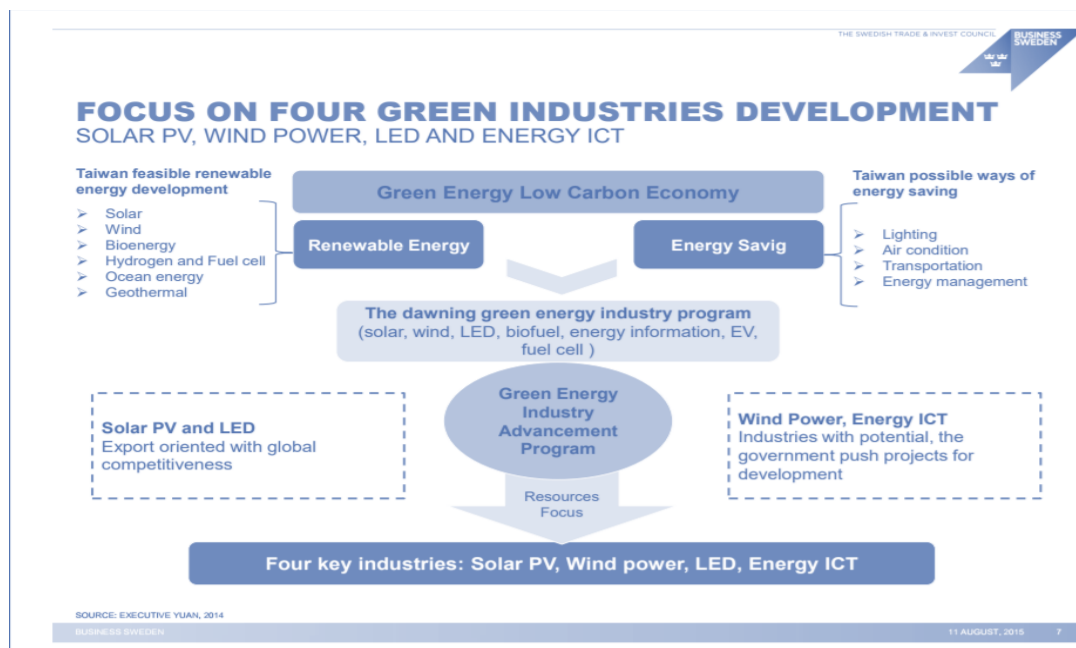 THE SWEDISH TRADE & INVEST COUNCIL
BUSINESS
SWEDEN
FOCUS ON FOUR GREEN INDUSTRIES DEVELOPMENT
SOLAR PV, WIND POWER, LED AND ENERGY ICT
Taiwan feasible renewable
energy development
➢ Solar
➢ Wind
➢ Bioenergy
➢ Hydrogen and Fuel cell
➢ Ocean energy
➢ Geothermal
Green Energy Low Carbon Economy
Renewable Energy
Energy Savig
Taiwan possible ways of
energy saving
➢ Lighting
➢ Air condition
➢ Transportation
➢ Energy management
The dawning green energy industry program
(solar, wind, LED, biofuel, energy information, EV,
fuel cell )
Solar PV and LED
Export oriented with global
competitiveness
Green Energy
Industry
Advancement
Program
Wind Power, Energy ICT
Industries with potential, the
government push projects for
development
Resources
Focus
Four key industries: Solar PV, Wind power, LED, Energy ICT
SOURCE: EXECUTIVE YUAN, 2014
BUSINESS SWEDEN
11 AUGUST, 2015 7